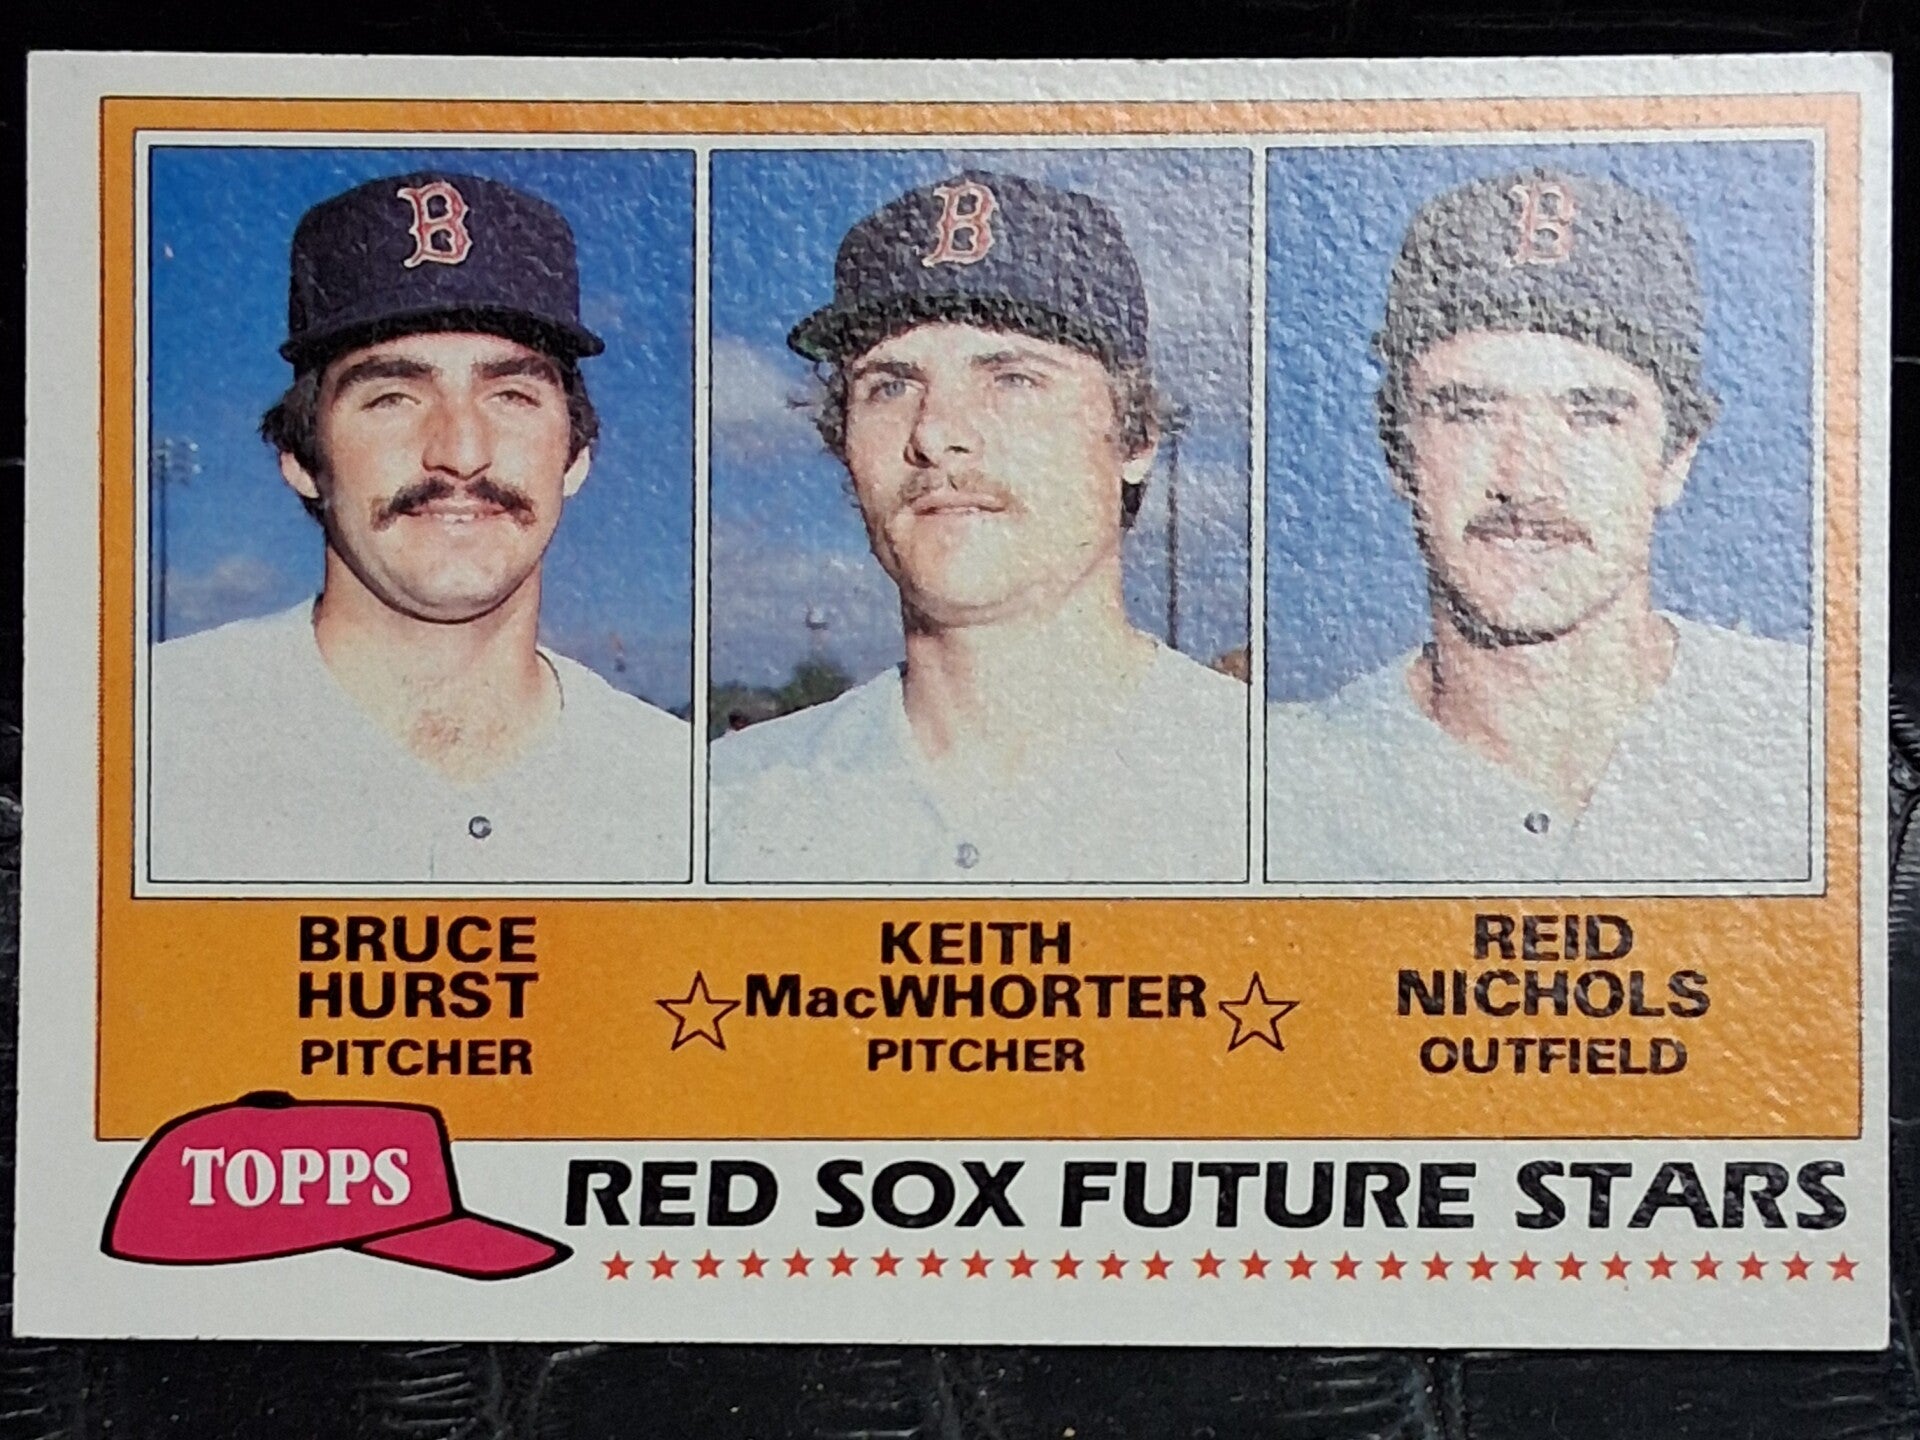 B B B
BRUCE
HURST
PITCHER
KEITH
MacWHORTER
PITCHER
REID
NICHOLS
OUTFIELD
TOPPS
RED SOX FUTURE STARS